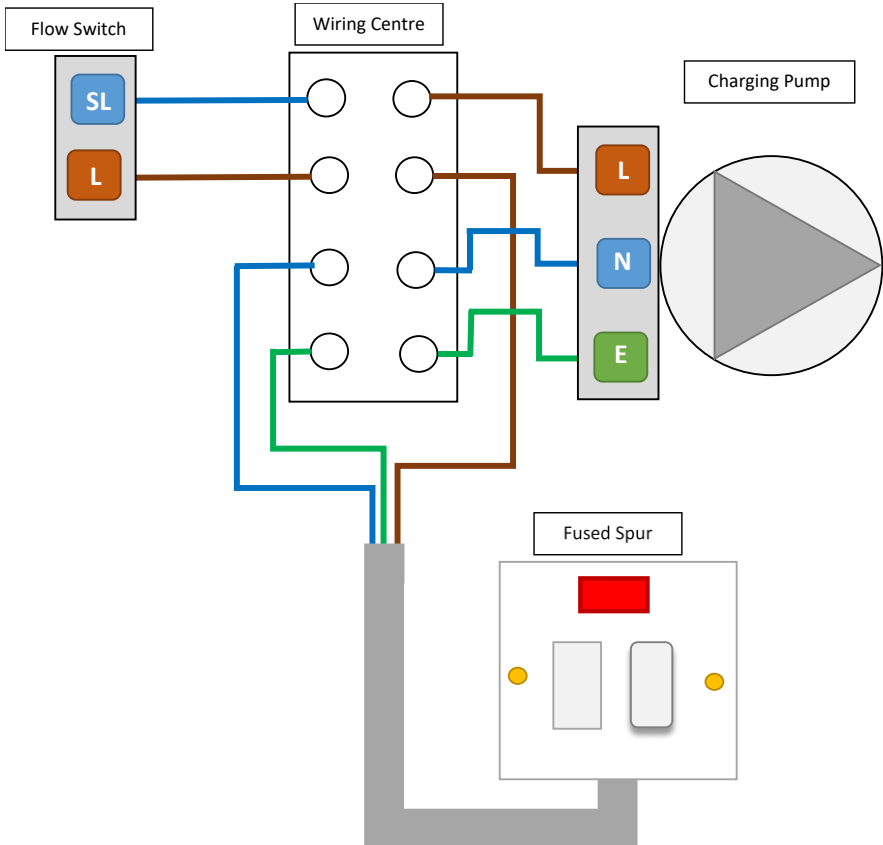 Flow Switch
Wiring Centre
Charging Pump
SL
L
L
N
E
Fused Spur